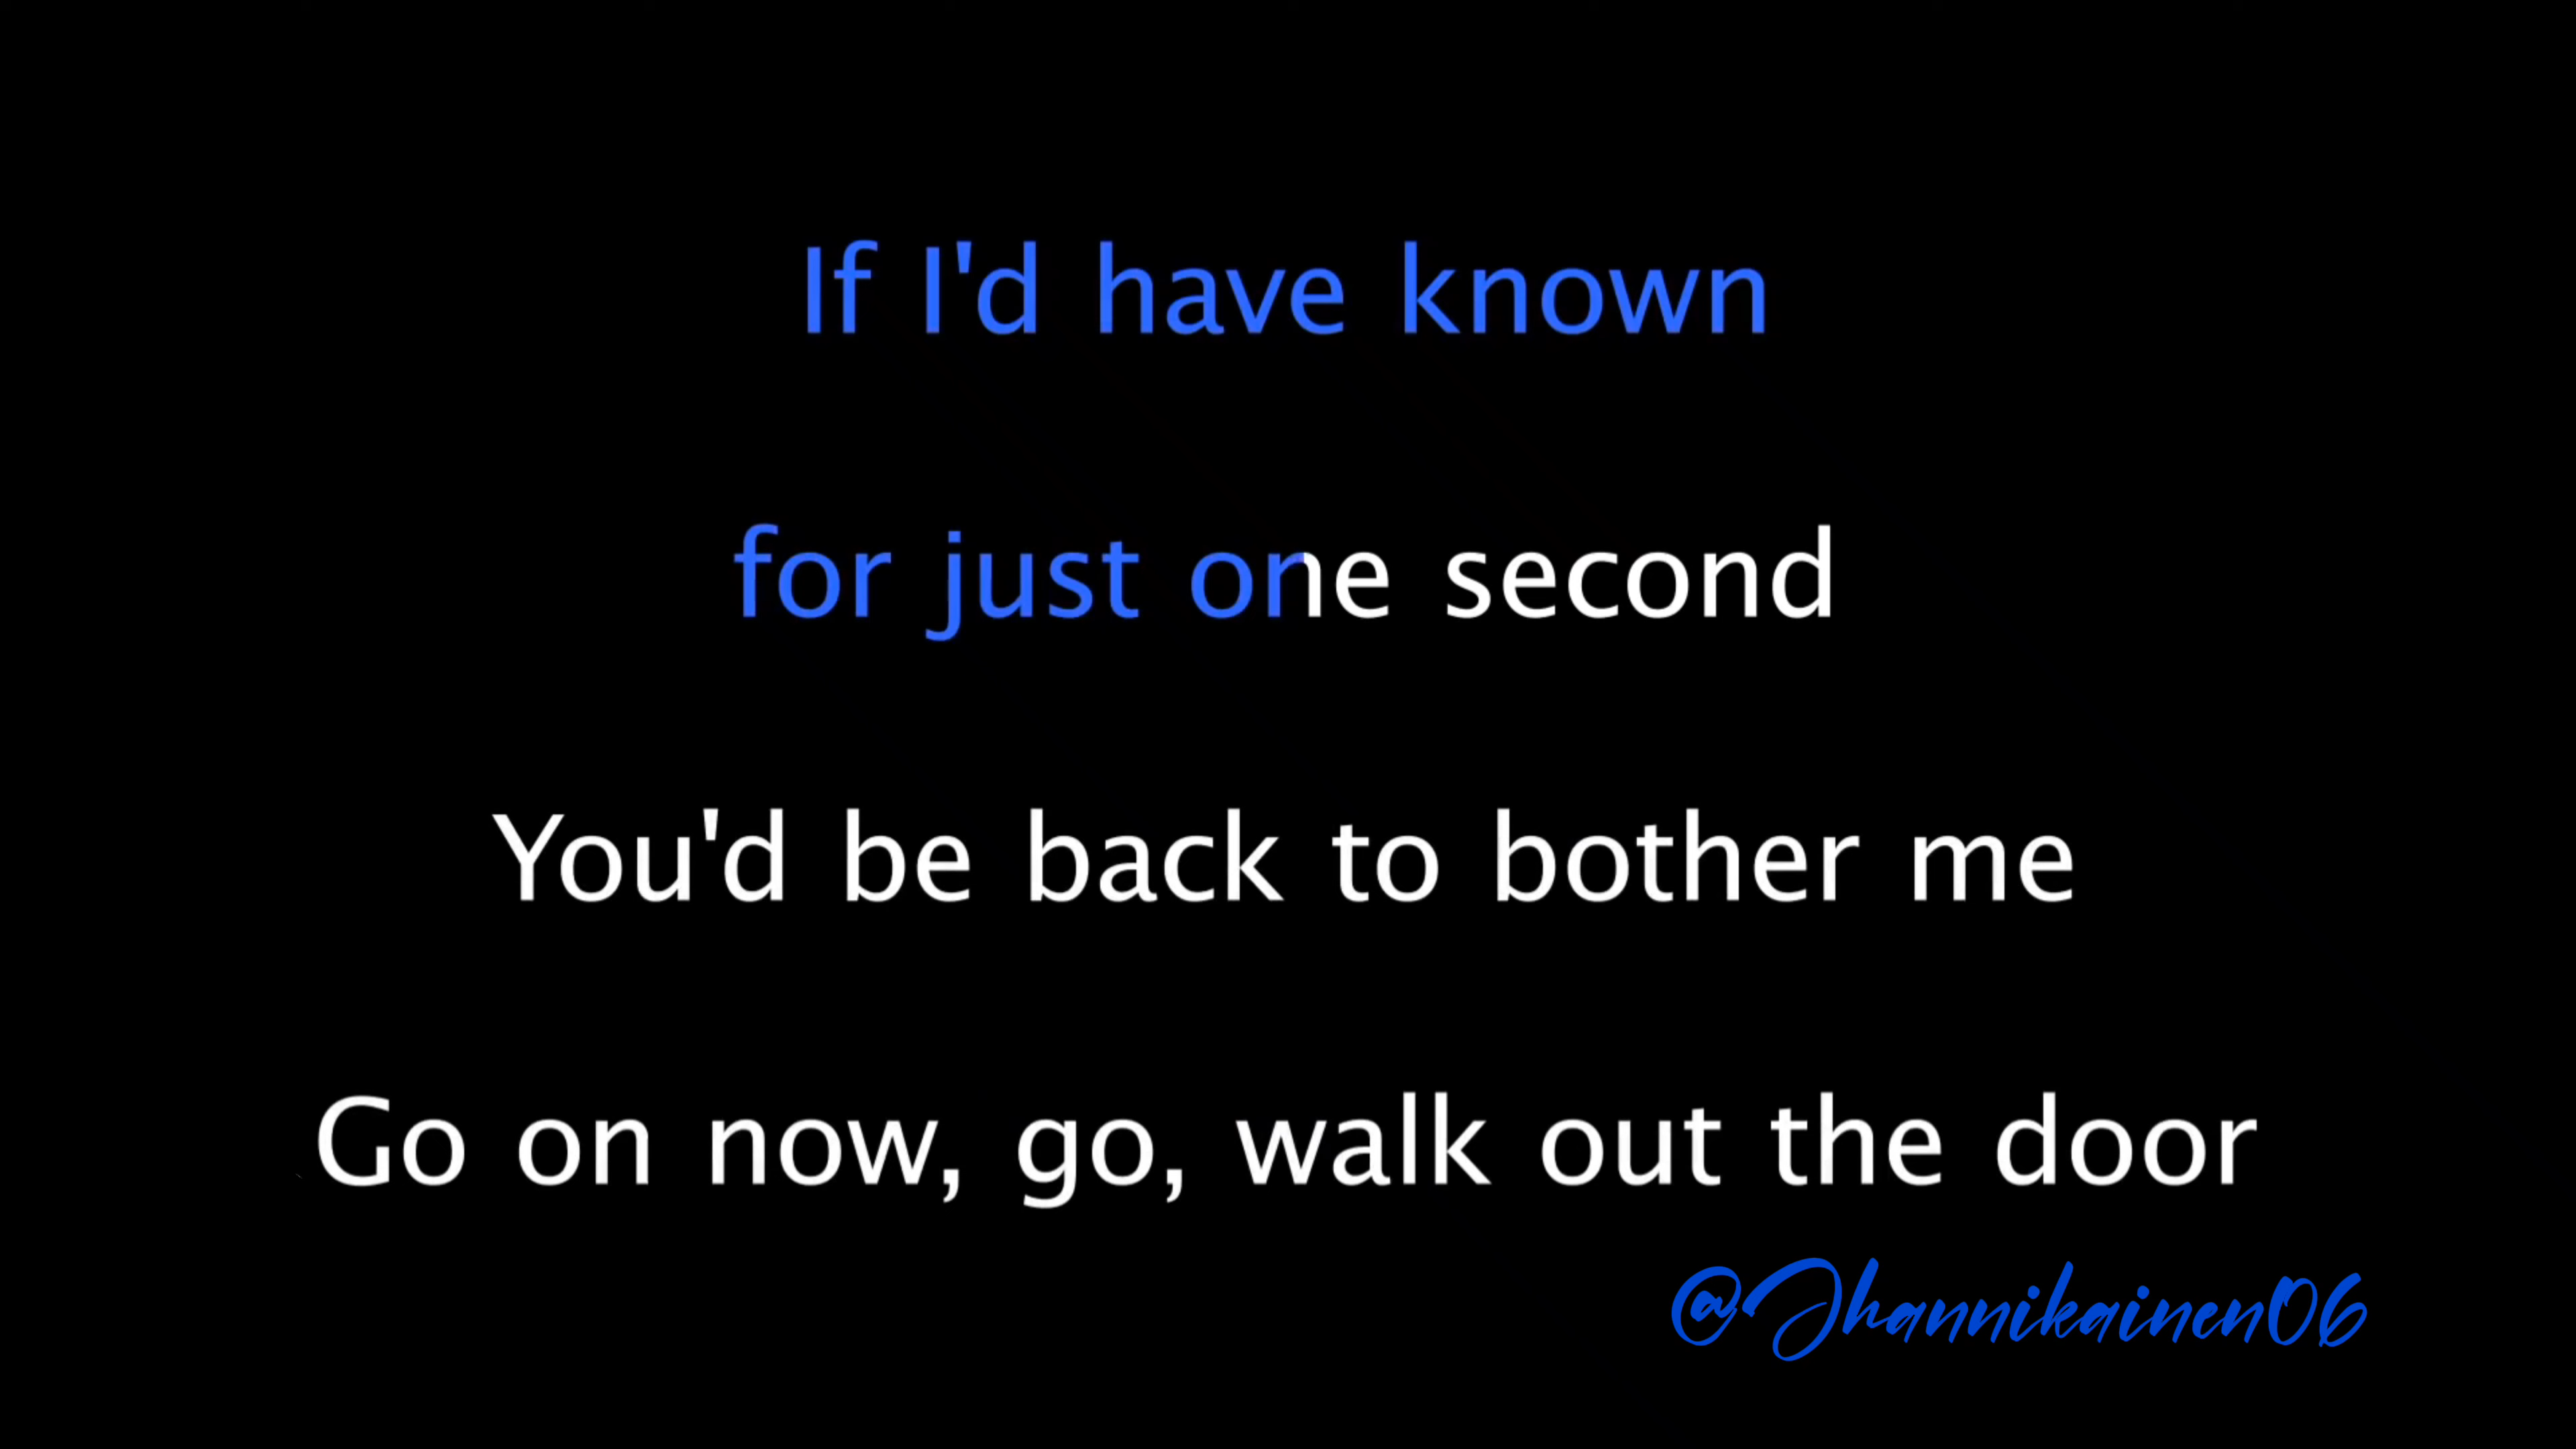 If I'd have known
for just one second
You'd be back to bother me
Go on now, go, walk out the door
@Jhannikainen06